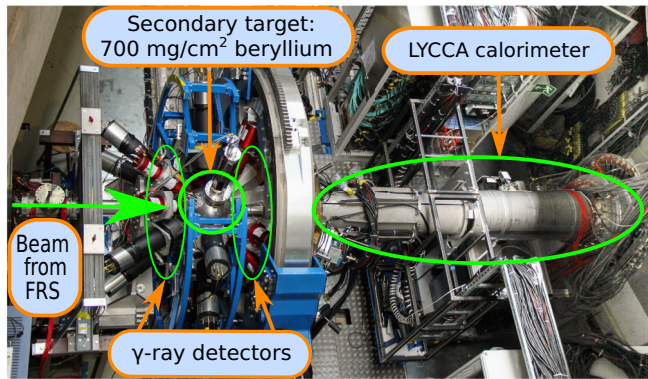 Secondary target:
700 mg/cm² beryllium
LYCCA calorimeter
Beam
from
FRS
γ-ray detectors